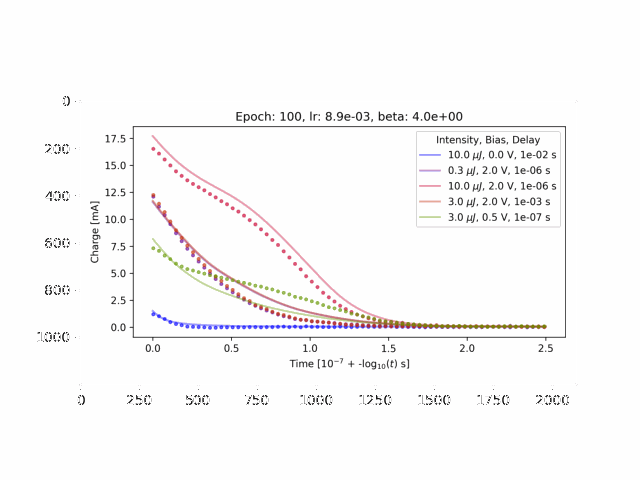 Epoch: 100, lr: 8.9e-03, beta: 4.0e+00
Intensity, Bias, Delay
10.0 μJ, 0.0 V, 1e-02 s
0.3 μJ, 2.0 V, 1e-06 s
10.0 μJ, 2.0 V, 1e-06 s
3.0 μJ, 2.0 V, 1e-03 s
3.0 μJ, 0.5 V, 1e-07 s
Charge [mA]
17.5
15.0
12.5
10.0
7.5
5.0
2.5
0.0
0.0 0.5 1.0 1.5 2.0 2.5
Time [10⁻⁷ + -log₁₀(t) s]
0
200
400
600
800
1000
0 250 500 750 1000 1250 1500 1750 2000